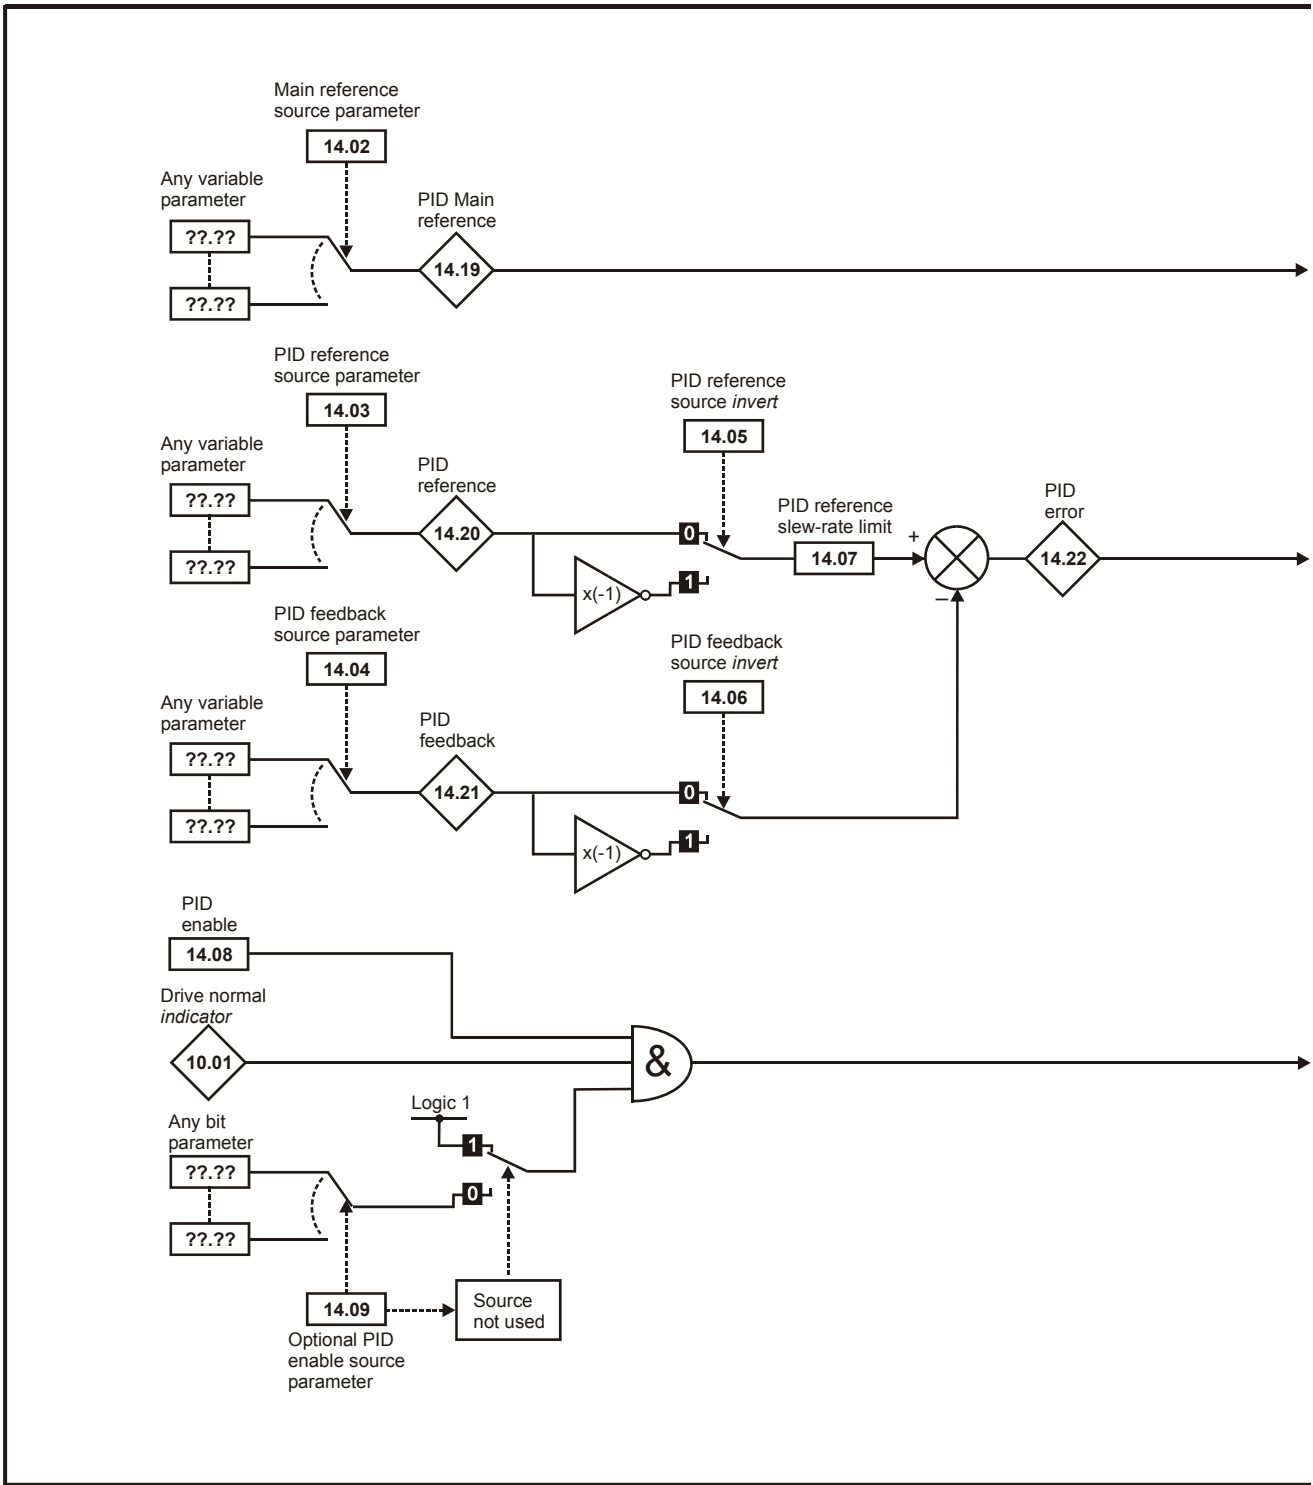 Main reference
source parameter
14.02
Any variable
parameter
??.??
??.??
PID Main
reference
14.19
PID reference
source parameter
14.03
Any variable
parameter
??.??
??.??
PID
reference
14.20
x(-1)
PID reference
source invert
14.05
0
1
PID reference
slew-rate limit
14.07
+
–
PID
error
14.22
PID feedback
source parameter
14.04
Any variable
parameter
??.??
??.??
PID
feedback
14.21
x(-1)
PID feedback
source invert
14.06
0
1
PID
enable
14.08
Drive normal
indicator
10.01
&
Logic 1
1
0
Any bit
parameter
??.??
??.??
14.09
Optional PID
enable source
parameter
Source
not used